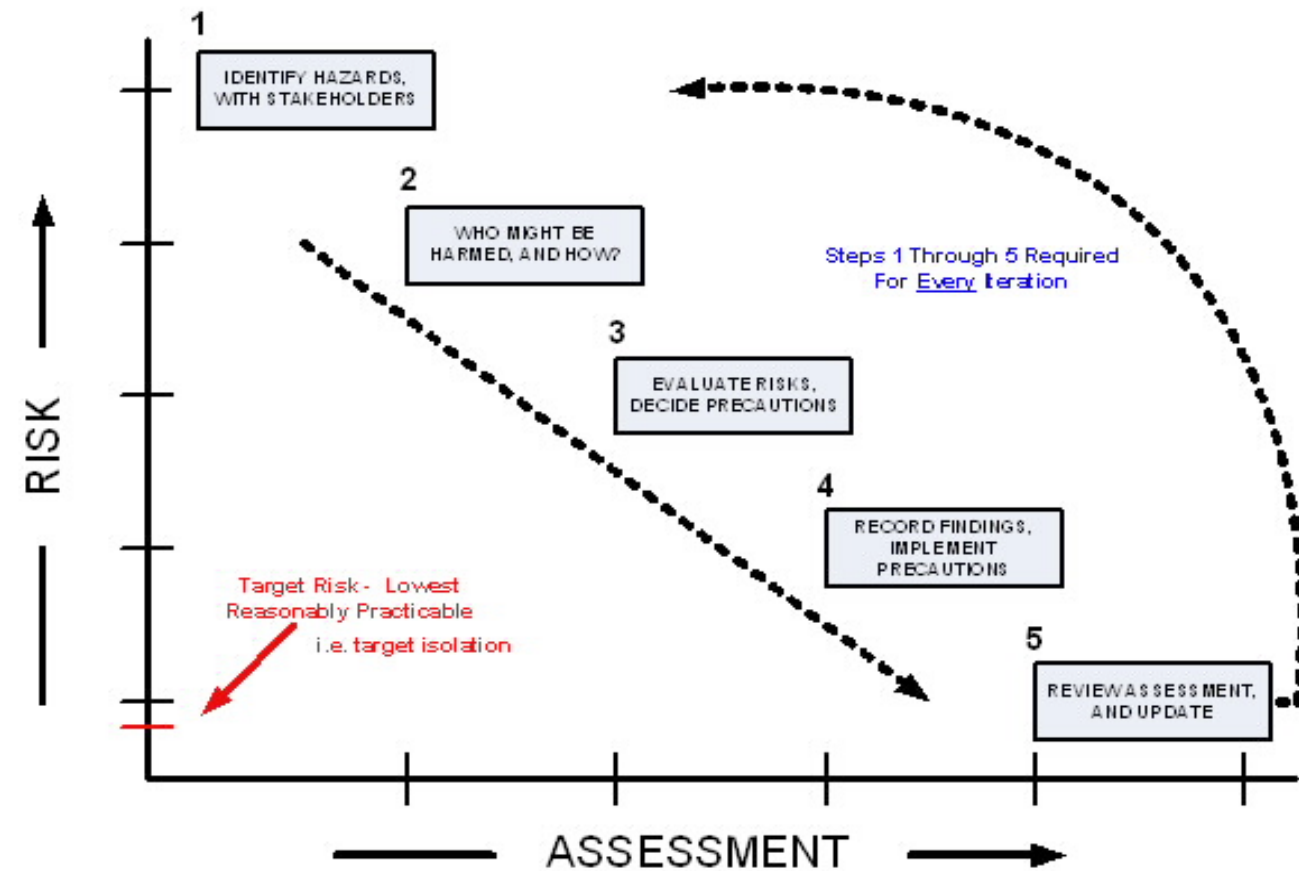 1
IDENTIFY HAZARDS,
WITH STAKEHOLDERS
2
WHO MIGHT BE
HARMED, AND HOW?
Steps 1 Through 5 Required
For Every Iteration
3
EVALUATE RISKS,
DECIDE PRECAUTIONS
RISK
4
RECORD FINDINGS,
IMPLEMENT
PRECAUTIONS
Target Risk - Lowest
Reasonably Practicable
i.e. target isolation
5
REVIEW ASSESSMENT,
AND UPDATE
ASSESSMENT